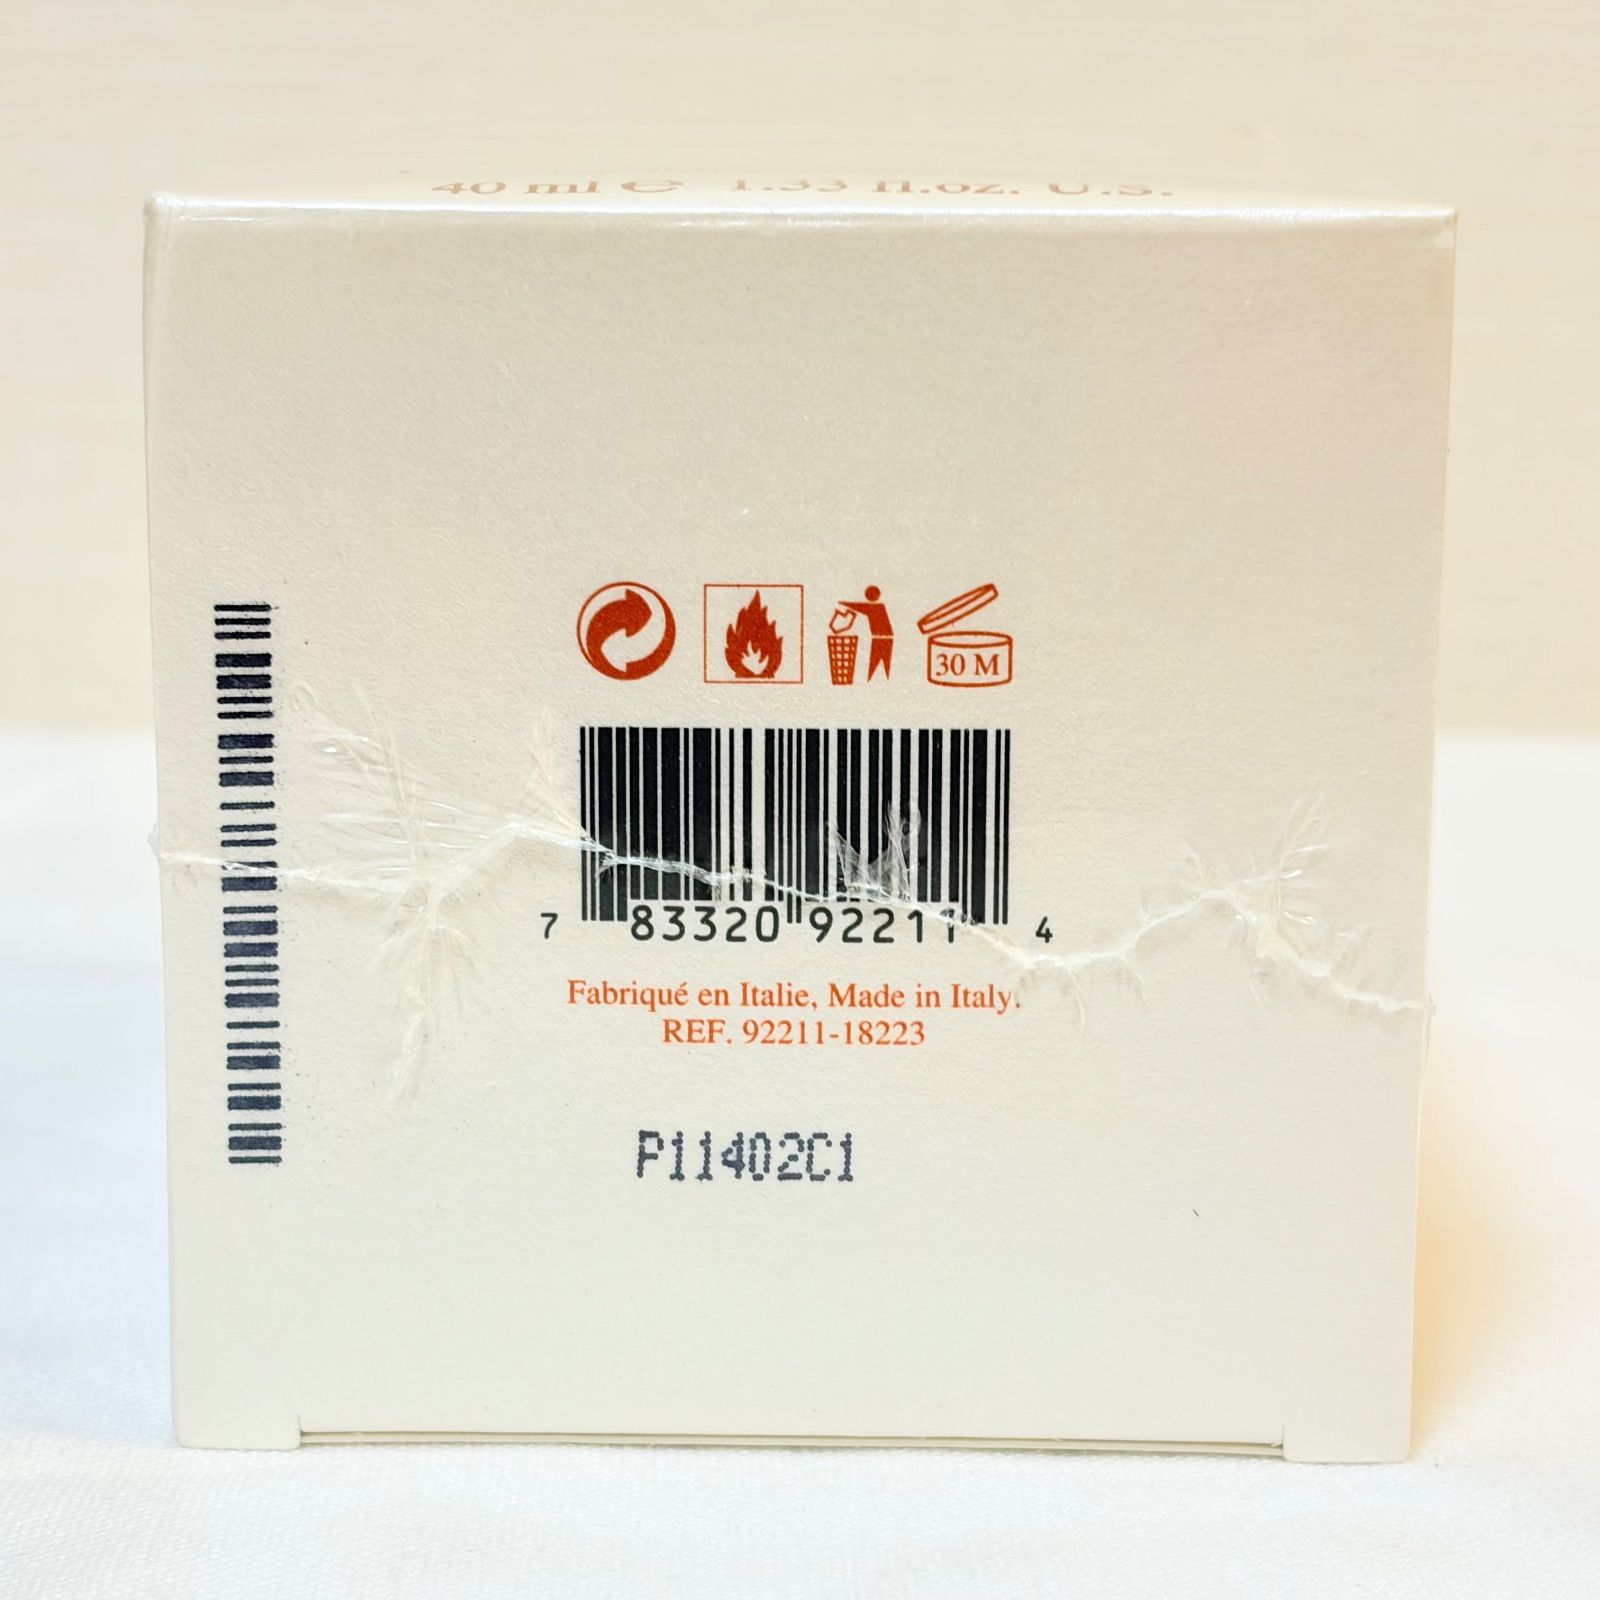 40 ml e 1.33 fl.oz. U.S.
30 M
7 83320 92211 4
Fabriqué en Italie, Made in Italy.
REF. 92211-18223
P11402C1